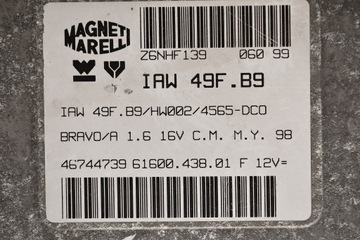 MAGNETI
MARELLI
Z6NHF139 060 99
IAW 49F.B9
IAW 49F.B9/HW002/4565-DCO
BRAVO/A 1.6 16V C.M. M.Y. 98
46744739 61600.438.01 F 12V=